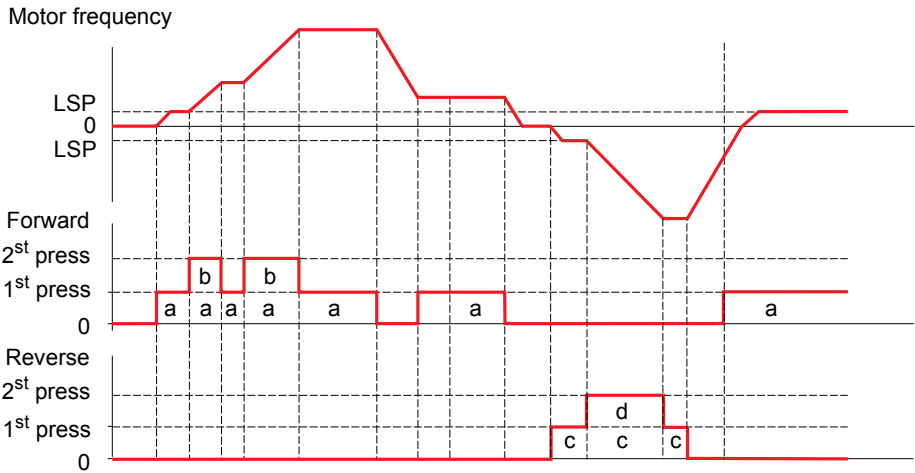 Motor frequency
LSP
0
LSP
Forward
2st press
b b
1st press
a a a a a a a
0
Reverse
2st press
d
1st press
c c c
0